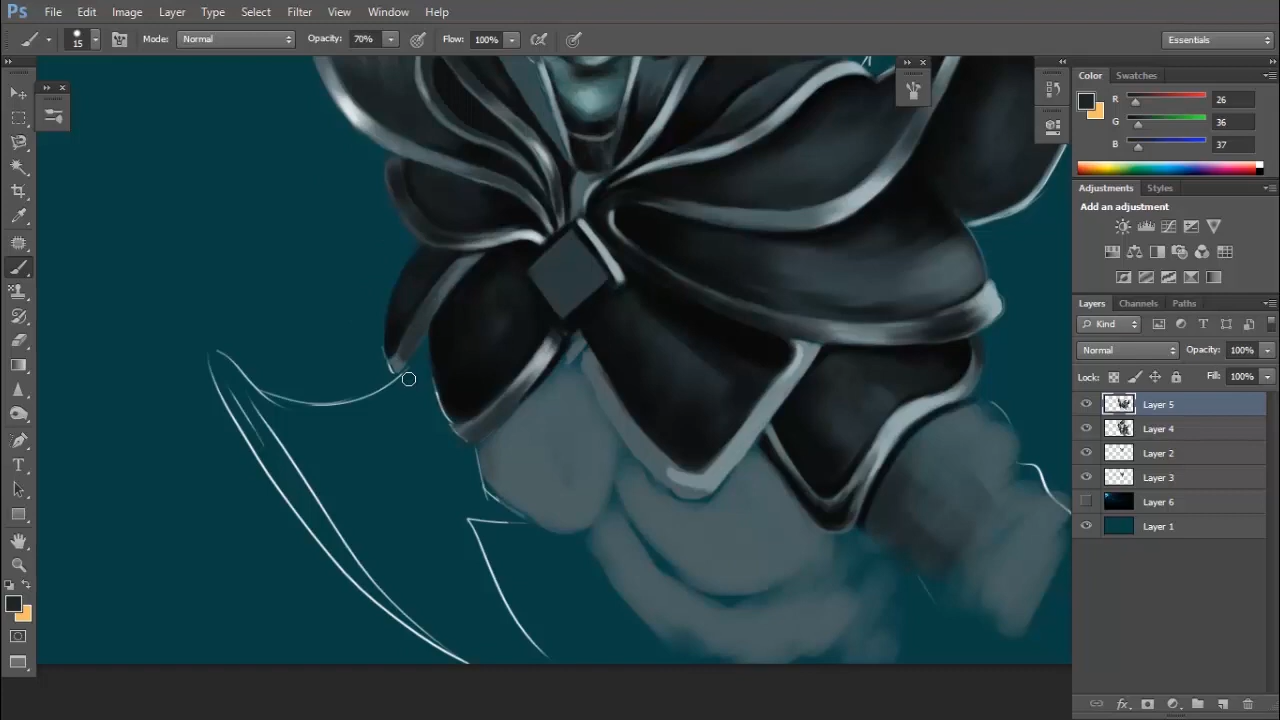 Ps File Edit Image Layer Type Select Filter View Window Help
15 Mode: Normal Opacity: 70% Flow: 100% Essentials
Color Swatches
R 26
G 36
B 37
Adjustments Styles
Add an adjustment
Layers Channels Paths
Kind
Normal Opacity: 100%
Lock: Fill: 100%
Layer 5
Layer 4
Layer 2
Layer 3
Layer 6
Layer 1
fx